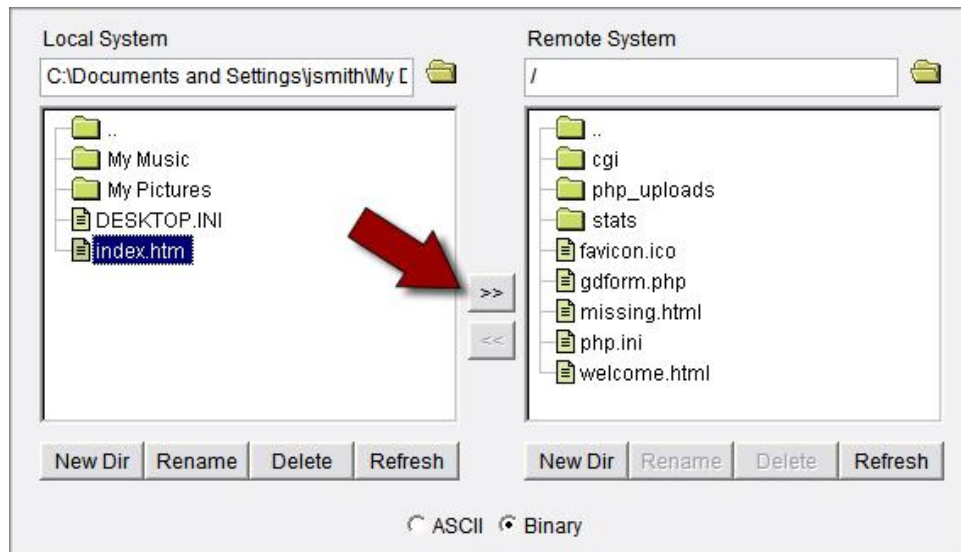 Local System
C:\Documents and Settings\jsmith\My D
..
My Music
My Pictures
DESKTOP.INI
index.htm
New Dir Rename Delete Refresh
>>
<<
Remote System
/
..
cgi
php_uploads
stats
favicon.ico
gdform.php
missing.html
php.ini
welcome.html
New Dir Rename Delete Refresh
ASCII Binary